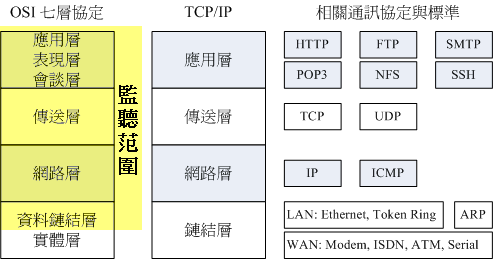 OSI 七層協定 TCP/IP 相關通訊協定與標準
應用層
表現層
會談層
應用層
HTTP FTP SMTP
POP3 NFS SSH
傳送層 傳送層 TCP UDP
網路層 網路層 IP ICMP
資料鏈結層
實體層
鏈結層
LAN: Ethernet, Token Ring ARP
WAN: Modem, ISDN, ATM, Serial
監聽范圍